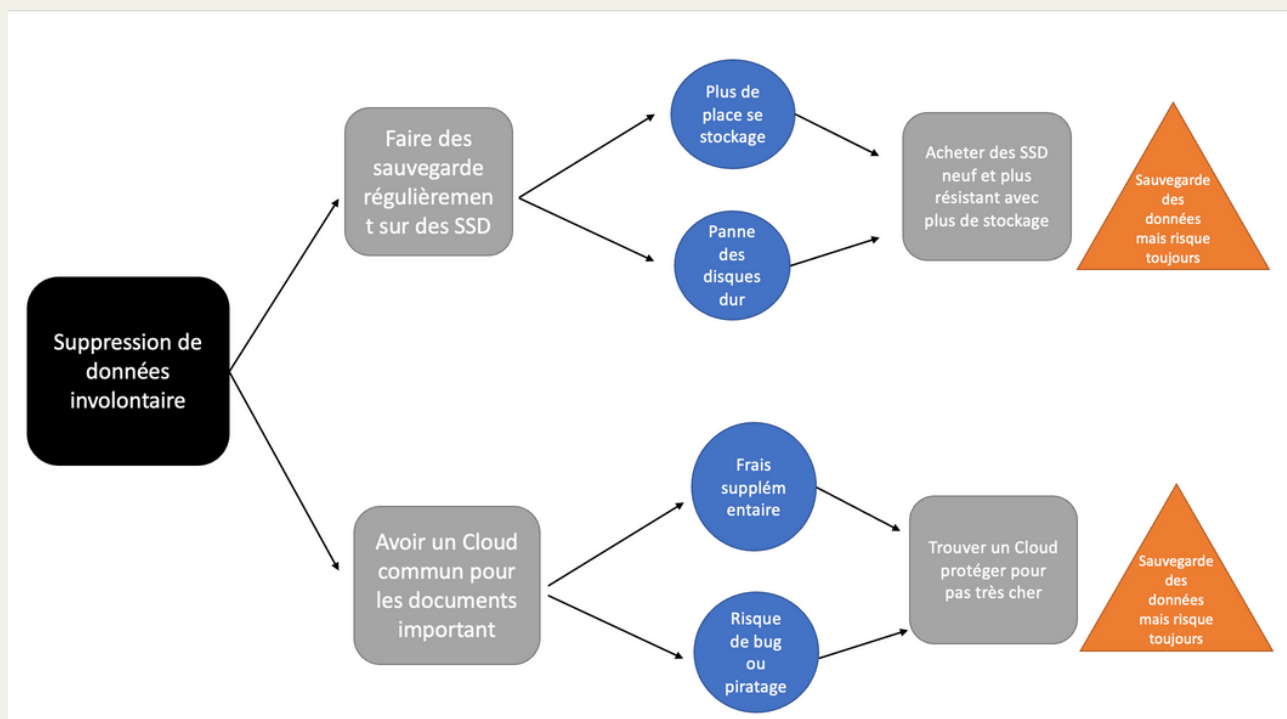 Suppression de
données
involontaire
Faire des
sauvegarde
régulièremen
t sur des SSD
Plus de
place se
stockage
Panne
des
disques
dur
Acheter des SSD
neuf et plus
résistant avec
plus de stockage
Sauvegarde
des
données
mais risque
toujours
Avoir un Cloud
commun pour
les documents
important
Frais
supplém
entaire
Risque
de bug
ou
piratage
Trouver un Cloud
protéger pour
pas très cher
Sauvegarde
des
données
mais risque
toujours